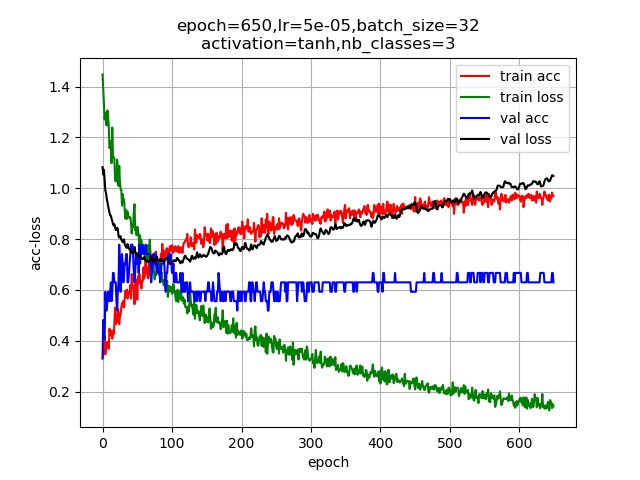 epoch=650,lr=5e-05,batch_size=32
activation=tanh,nb_classes=3
train acc
train loss
val acc
val loss
acc-loss
1.4
1.2
1.0
0.8
0.6
0.4
0.2
0 100 200 300 400 500 600
epoch